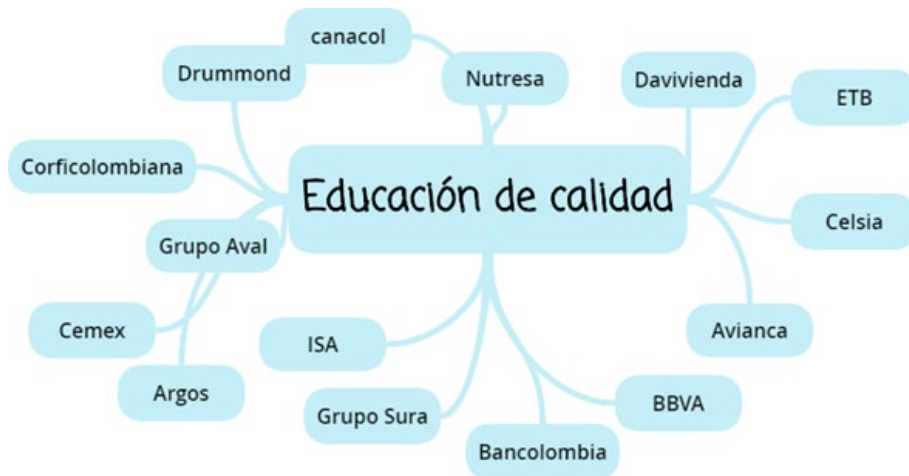 canacol
Drummond
Nutresa
Davivienda
ETB
Corficolombiana
Educación de calidad
Grupo Aval
Celsia
Cemex
ISA
Avianca
Argos
Grupo Sura
BBVA
Bancolombia